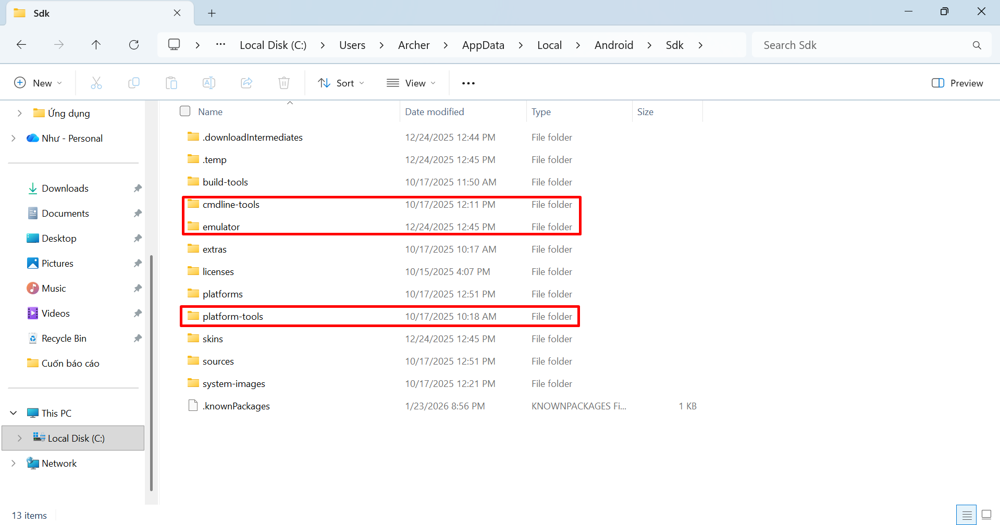 Sdk
Local Disk (C:) Users Archer AppData Local Android Sdk Search Sdk
New Sort View Preview
Ứng dụng
Như - Personal
Downloads
Documents
Desktop
Pictures
Music
Videos
Recycle Bin
Cuốn báo cáo
This PC
Local Disk (C:)
Network
Name Date modified Type Size
.downloadIntermediates 12/24/2025 12:44 PM File folder
.temp 12/24/2025 12:45 PM File folder
build-tools 10/17/2025 11:50 AM File folder
cmdline-tools 10/17/2025 12:11 PM File folder
emulator 12/24/2025 12:45 PM File folder
extras 10/17/2025 10:17 AM File folder
licenses 10/15/2025 4:07 PM File folder
platforms 10/17/2025 12:51 PM File folder
platform-tools 10/17/2025 10:18 AM File folder
skins 12/24/2025 12:45 PM File folder
sources 10/17/2025 12:51 PM File folder
system-images 10/17/2025 12:21 PM File folder
.knownPackages 1/23/2026 8:56 PM KNOWNPACKAGES Fi... 1 KB
13 items